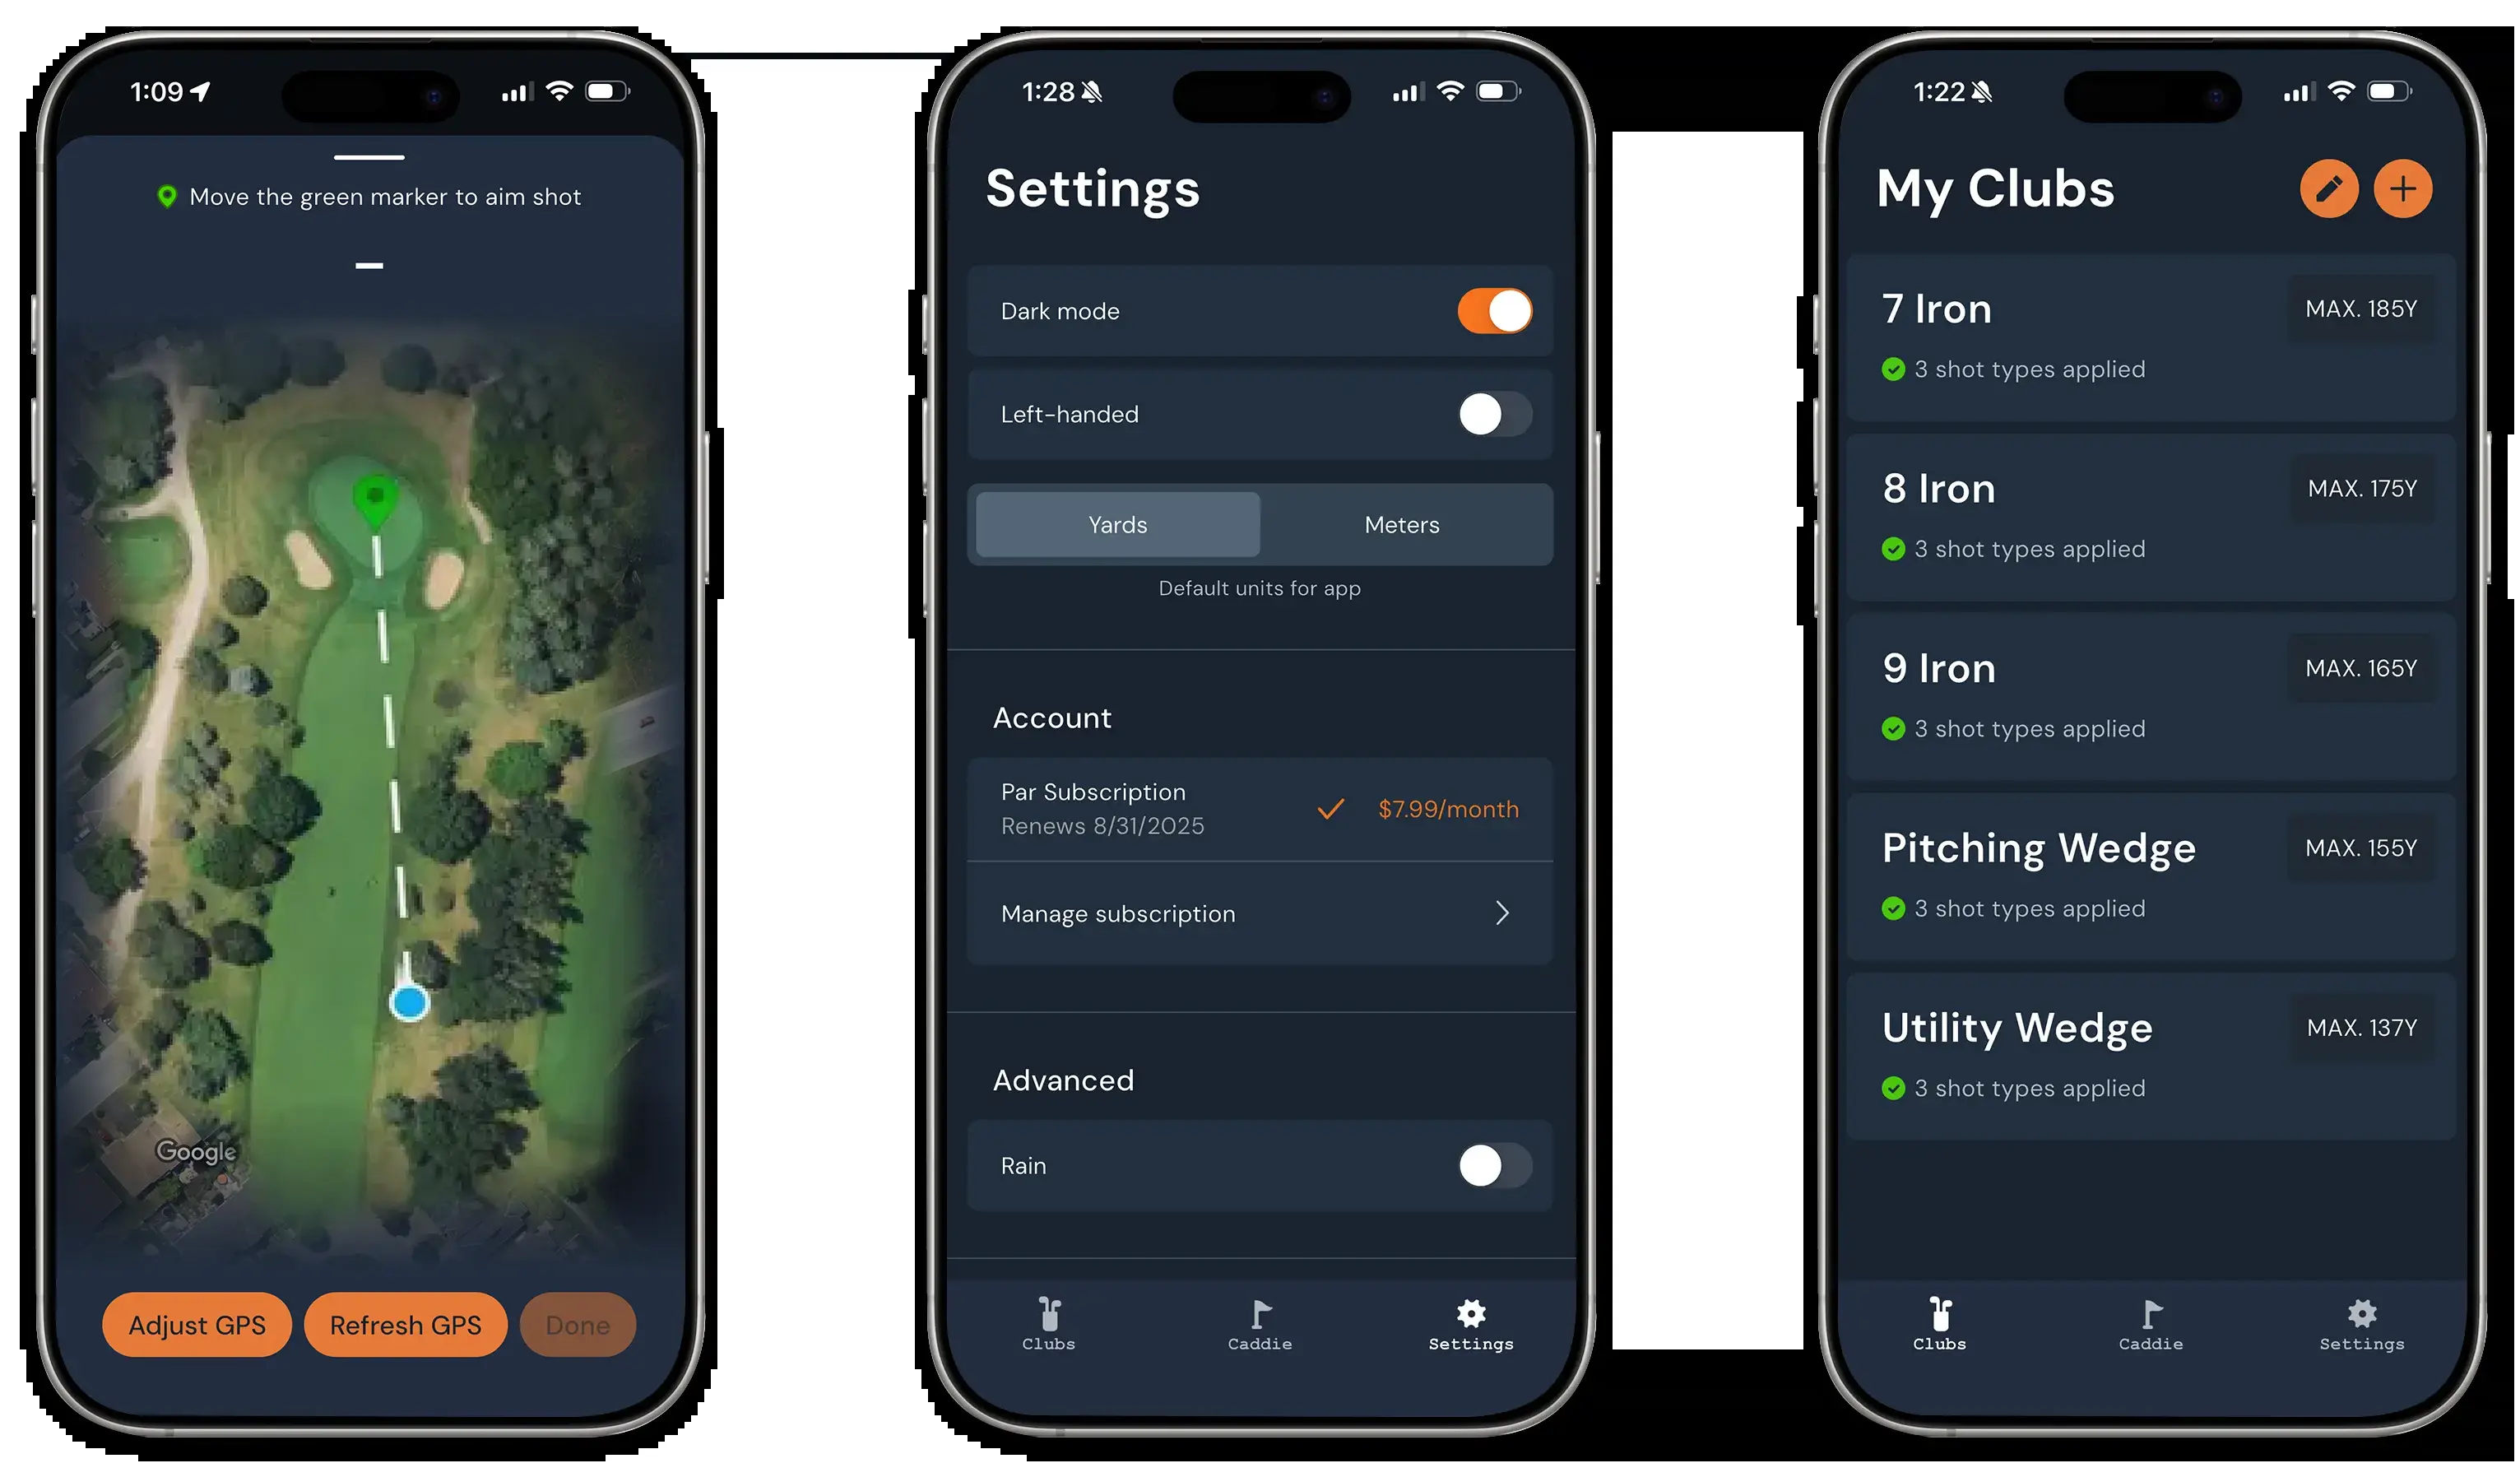 1:09
Move the green marker to aim shot
Google
Adjust GPS
Refresh GPS
Done
1:28
Settings
Dark mode
Left-handed
Yards
Meters
Default units for app
Account
Par Subscription
Renews 8/31/2025
$7.99/month
Manage subscription
Advanced
Rain
Clubs
Caddie
Settings
1:22
My Clubs
7 Iron
MAX. 185Y
3 shot types applied
8 Iron
MAX. 175Y
3 shot types applied
9 Iron
MAX. 165Y
3 shot types applied
Pitching Wedge
MAX. 155Y
3 shot types applied
Utility Wedge
MAX. 137Y
3 shot types applied
Clubs
Caddie
Settings